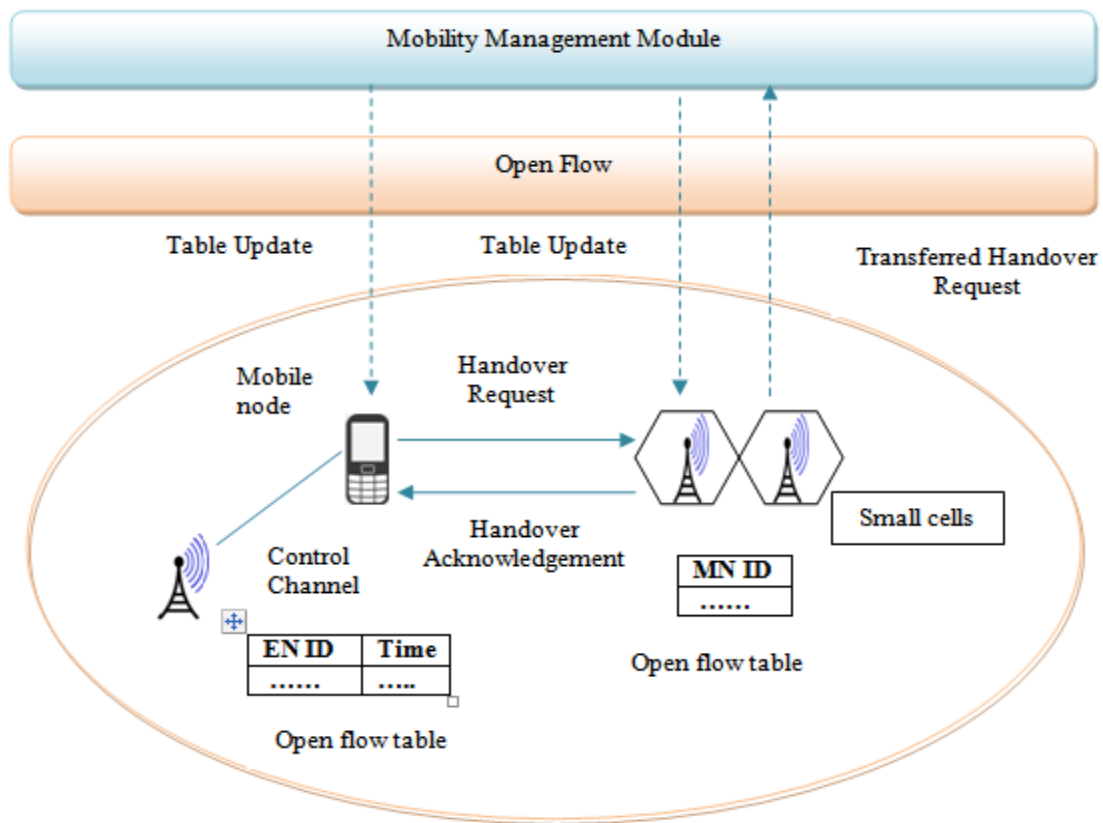 Mobility Management Module
Open Flow
Table Update
Table Update
Transferred Handover
Request
Mobile
node
Handover
Request
Handover
Acknowledgement
Small cells
Control
Channel
MN ID
......
EN ID Time
...... .....
Open flow table
Open flow table